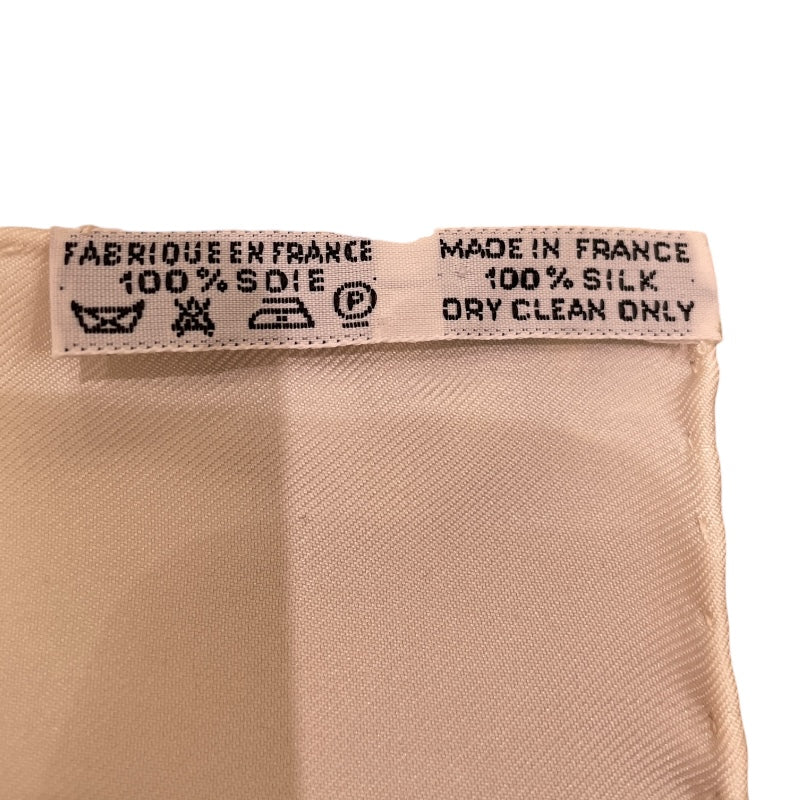 FABRIQUE EN FRANCE
100 % SOIE
P
MADE IN FRANCE
100 % SILK
DRY CLEAN ONLY